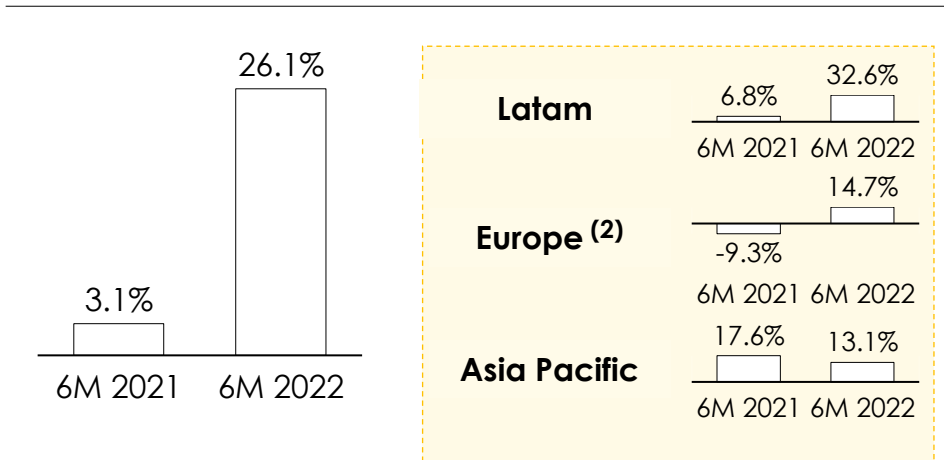 26.1%
3.1%
6M 2021 6M 2022
Latam
6.8% 32.6%
6M 2021 6M 2022
Europe (2)
14.7%
-9.3%
6M 2021 6M 2022
Asia Pacific
17.6% 13.1%
6M 2021 6M 2022